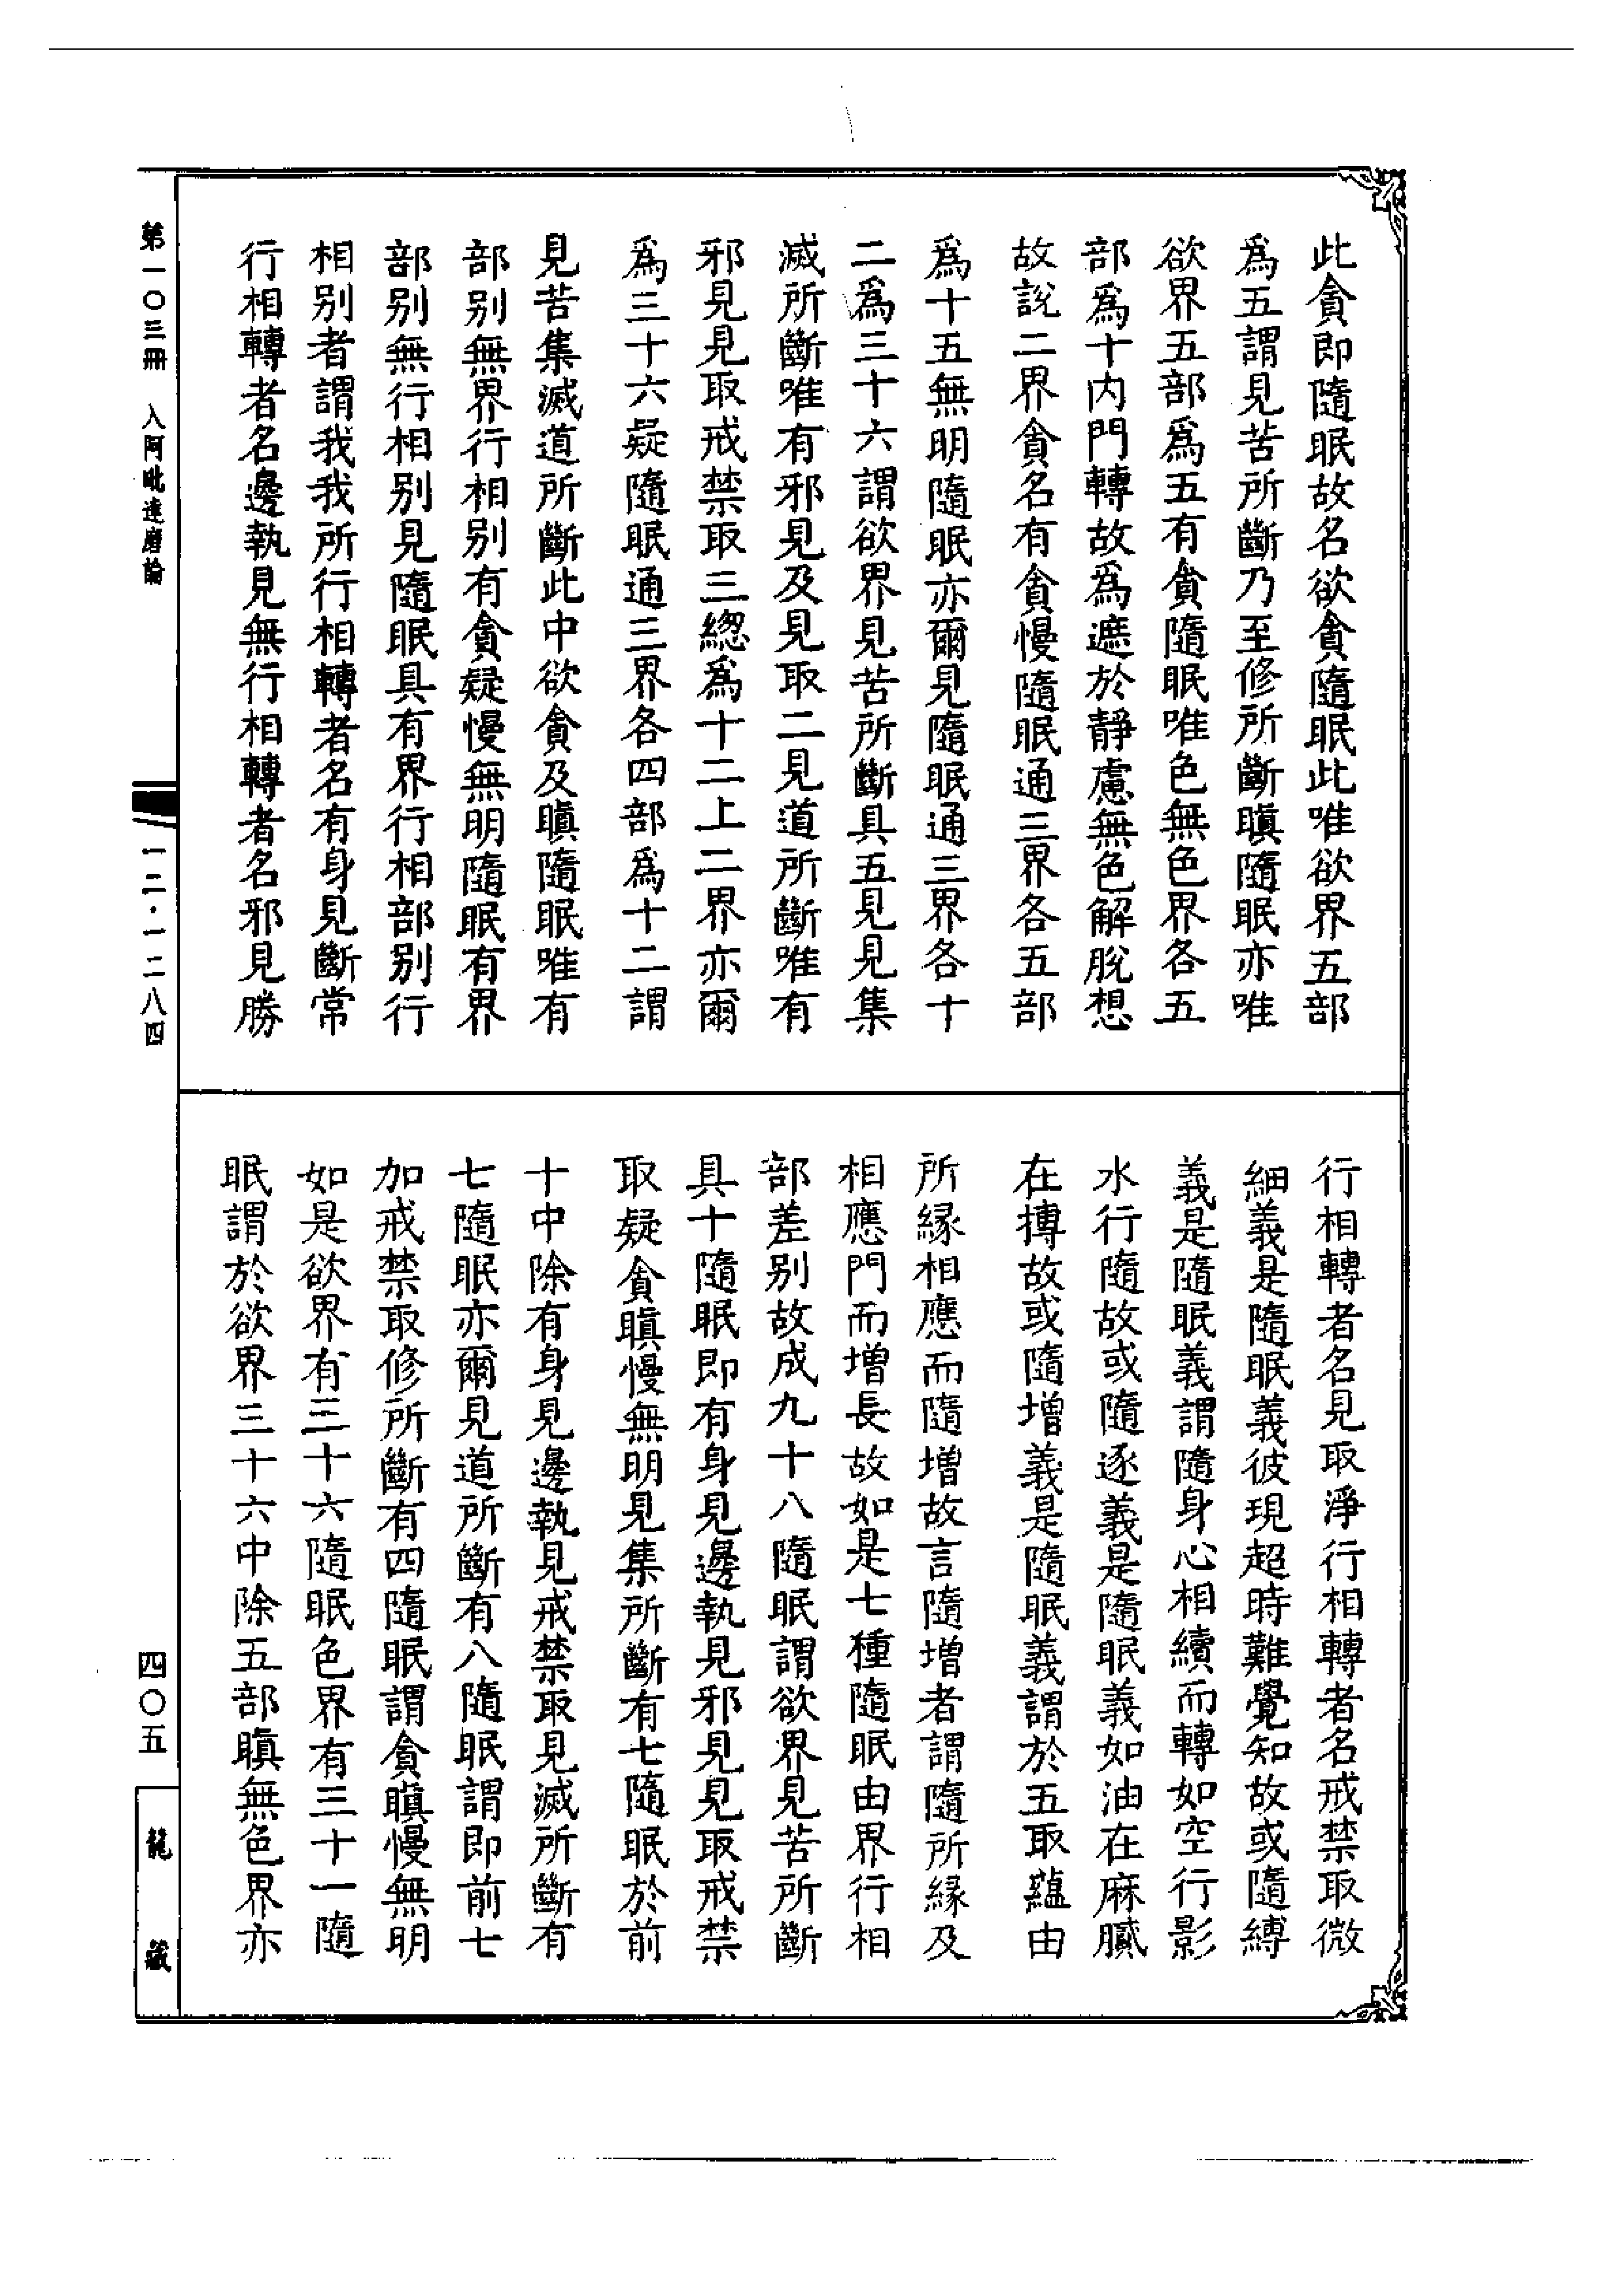 此貪即隨眠故名欲貪隨眠此唯欲界五部
為五謂見苦所斷乃至修所斷瞋隨眠亦唯
欲界五部為五有貪隨眠唯色無色界各五
部為十内門轉故為遮於靜慮無色解脫想
故說二界貪名有貪慢隨眠通三界各五部
為十五無明隨眠亦爾見隨眠通三界各十
二為三十六謂欲界見苦所斷具五見見集
滅所斷唯有邪見及見取二見道所斷唯有
邪見見取戒禁取三緫為十二上二界亦爾
為三十六疑隨眠通三界各四部為十二謂
見苦集滅道所斷此中欲貪及瞋隨眠唯有
部别無界行相别有貪疑慢無明隨眠有界
部别無行相别見隨眠具有界行相部别行
相别者謂我我所行相轉者名有身見斷常
行相轉者名邊執見無行相轉者名邪見勝
行相轉者名見取淨行相轉者名戒禁取微
細義是隨眠義彼現起時難覺知故或隨縛
義是隨眠義謂隨身心相續而轉如空行影
水行隨故或隨逐義是隨眠義如油在麻膩
在摶故或隨增義是隨眠義謂於五取蘊由
所緣相應而隨增故言隨增者謂隨所緣及
相應門而增長故如是七種隨眠由界行相
部差别故成九十八隨眠謂欲界見苦所斷
具十隨眠即有身見邊執見邪見見取戒禁
取疑貪瞋慢無明見集所斷有七隨眠於前
十中除有身見邊執見戒禁取見滅所斷有
七隨眠亦爾見道所斷有八隨眠謂即前七
加戒禁取修所斷有四隨眠謂貪瞋慢無明
如是欲界有三十六隨眠色界有三十一隨
眠謂於欲界三十六中除五部瞋無色界亦
第一〇三冊 入阿毗達磨論
一二·一二八四
四〇五
龍藏